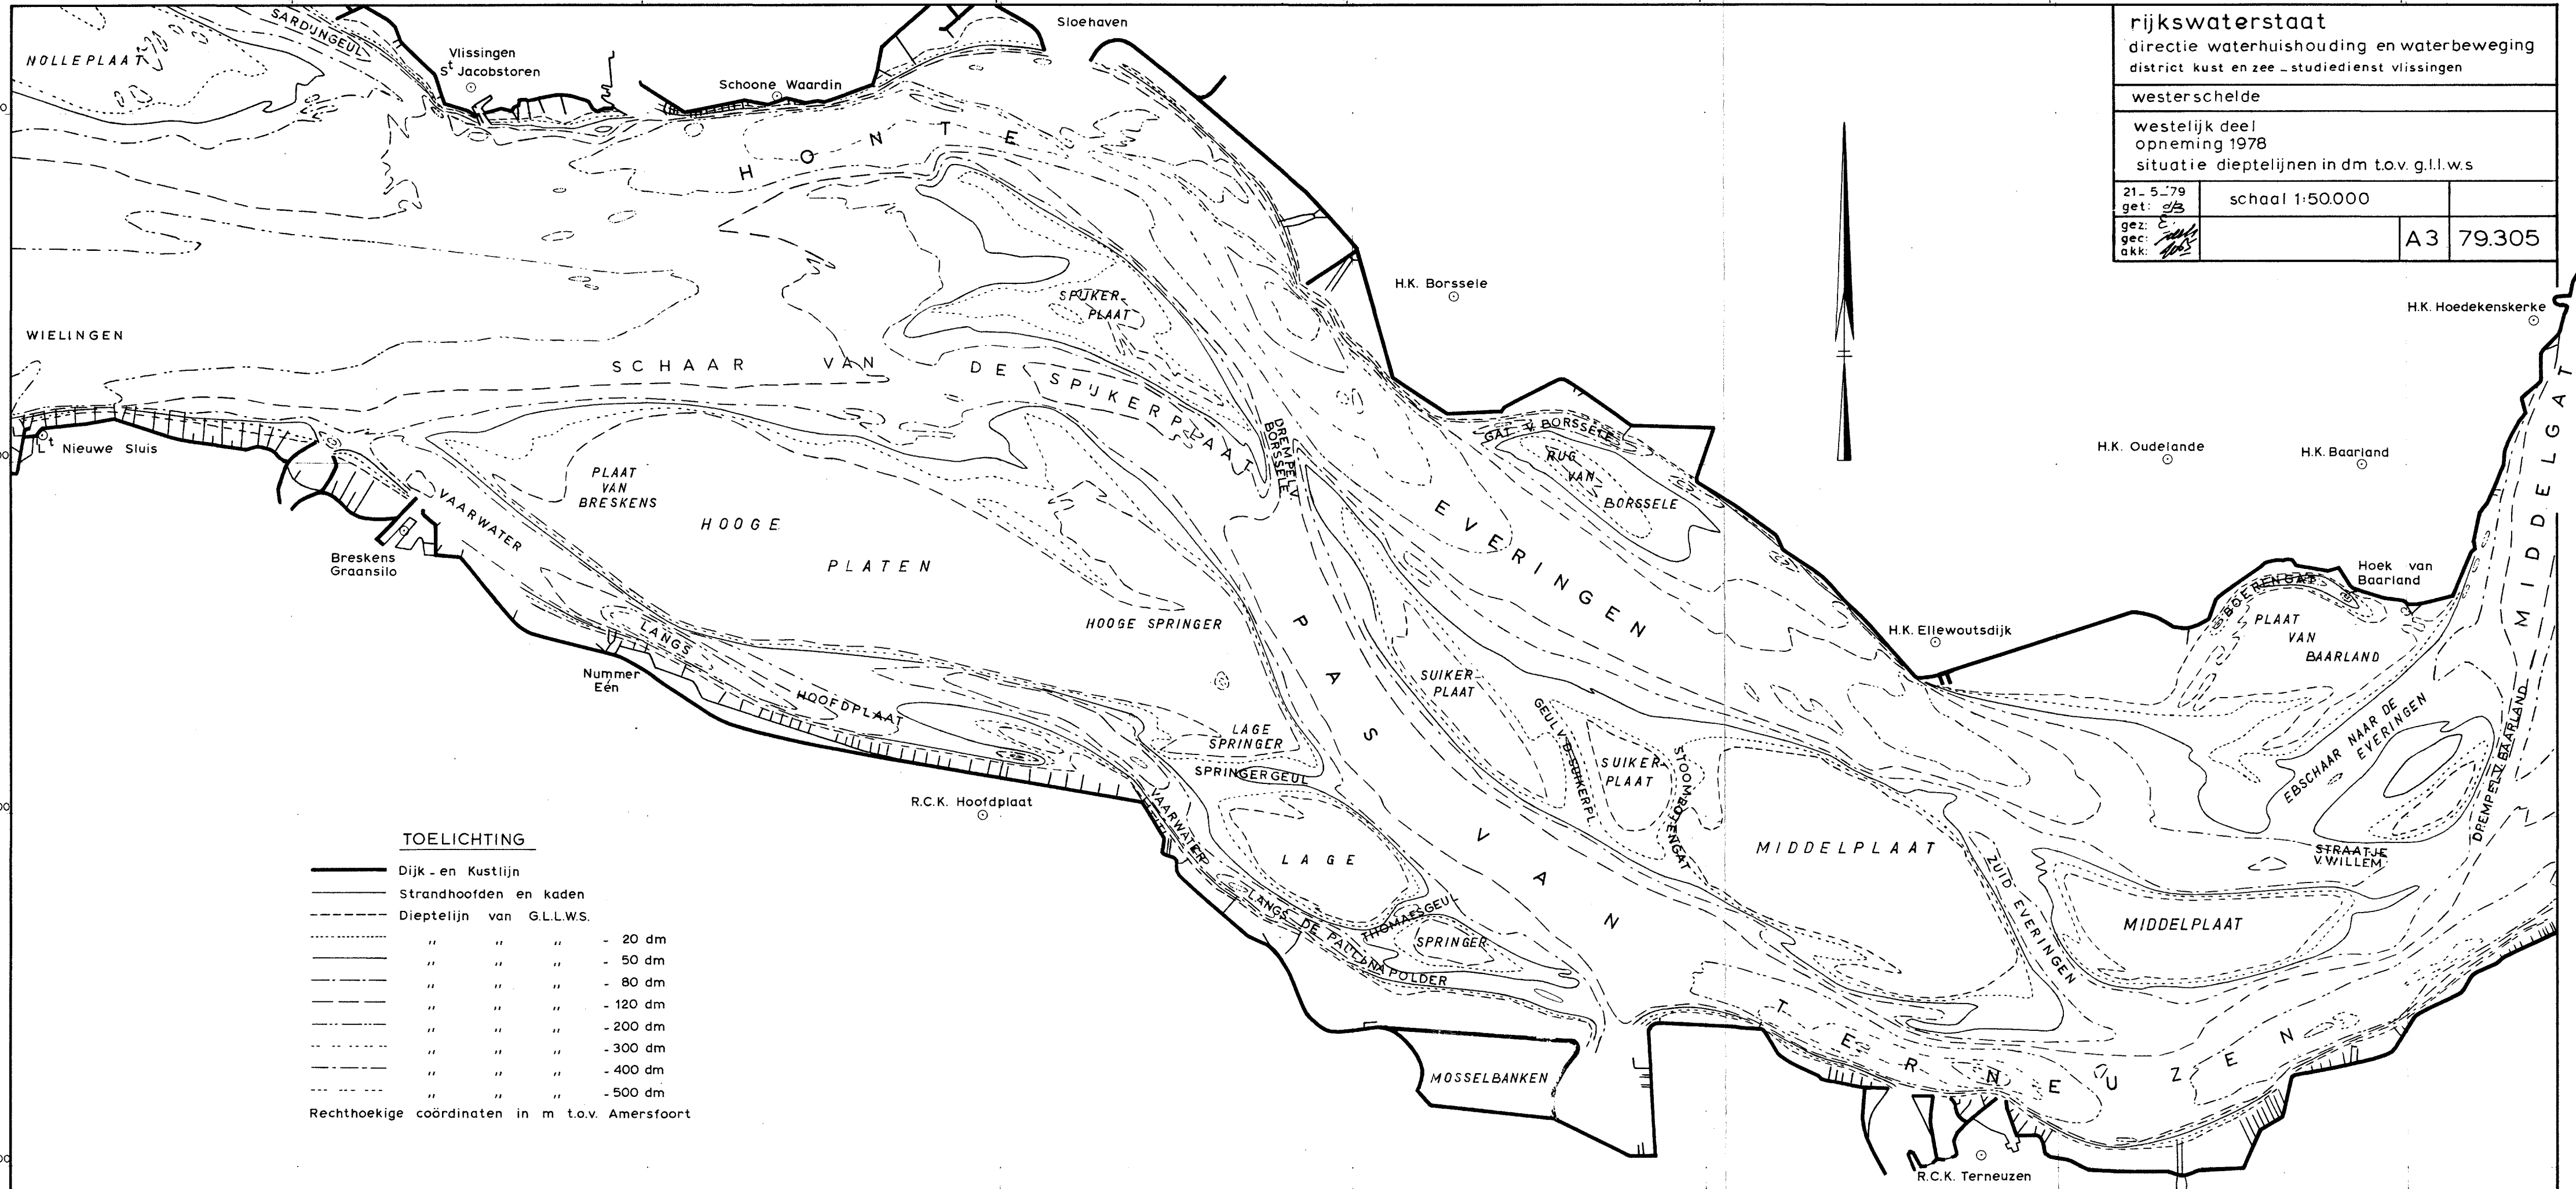 rijkswaterstaat
directie waterhuishouding en waterbeweging
district kust en zee - studiedienst vlissingen
westerschelde
westelijk deel
opneming 1978
situatie dieptelijnen in dm t.o.v. g.l.l.w.s
21-5-'79
get:
schaal 1:50.000
gez:
gec:
akk:
A3
79.305
SARDIJNGEUL
NOLLEPLAAT
Vlissingen
St Jacobstoren
Schoone Waardin
Sloehaven
HONTE
WIELINGEN
SCHAAR VAN DE SPIJKERPLAAT
SPIJKER-
PLAAT
H.K. Borssele
H.K. Hoedekenskerke
Lt Nieuwe Sluis
PLAAT
VAN
BRESKENS
VAARWATER
HOOGE
PLATEN
Breskens
Graansilo
DREMPEL V.
BORSSELE
GAT V. BORSSELE
RUG
VAN
BORSSELE
EVERINGEN
H.K. Oudelande
H.K. Baarland
MIDDELGAT
MIDDELGAT
Hoek van
Baarland
BOERENGAT
PLAAT
VAN
BAARLAND
H.K. Ellewoutsdijk
HOOGE SPRINGER
LANGS
Nummer
Eén
HOOFDPLAAT
PAS VAN TERNEUZEN
SUIKER-
PLAAT
GEUL V.D. SUIKERPL.
SUIKER-
PLAAT
STOOMBOTENGAT
LAGE
SPRINGER
SPRINGERGEUL
EBSCHAAR NAAR DE
EVERINGEN
DREMPEL V. BAARLAND
R.C.K. Hoofdplaat
VAARWATER
LAGE
MIDDELPLAAT
ZUID EVERINGEN
STRAATJE
V. WILLEM
LANGS DE PAULINAPOLDER
THOMAESGEUL
SPRINGER
MIDDELPLAAT
MOSSELBANKEN
R.C.K. Terneuzen
TOELICHTING
Dijk- en Kustlijn
Strandhoofden en kaden
Dieptelijn van G.L.L.W.S.
" " " - 20 dm
" " " - 50 dm
" " " - 80 dm
" " " - 120 dm
" " " - 200 dm
" " " - 300 dm
" " " - 400 dm
" " " - 500 dm
Rechthoekige coördinaten in m t.o.v. Amersfoort